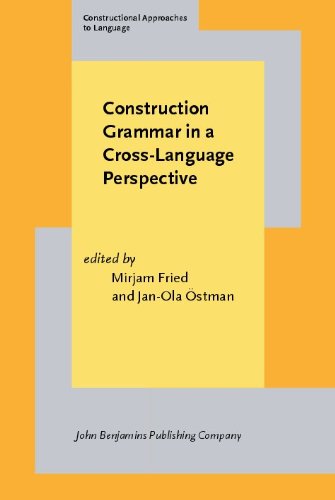 Constructional Approaches
to Language
Construction
Grammar in a
Cross-Language
Perspective
edited by
Mirjam Fried
and Jan-Ola Östman
John Benjamins Publishing Company